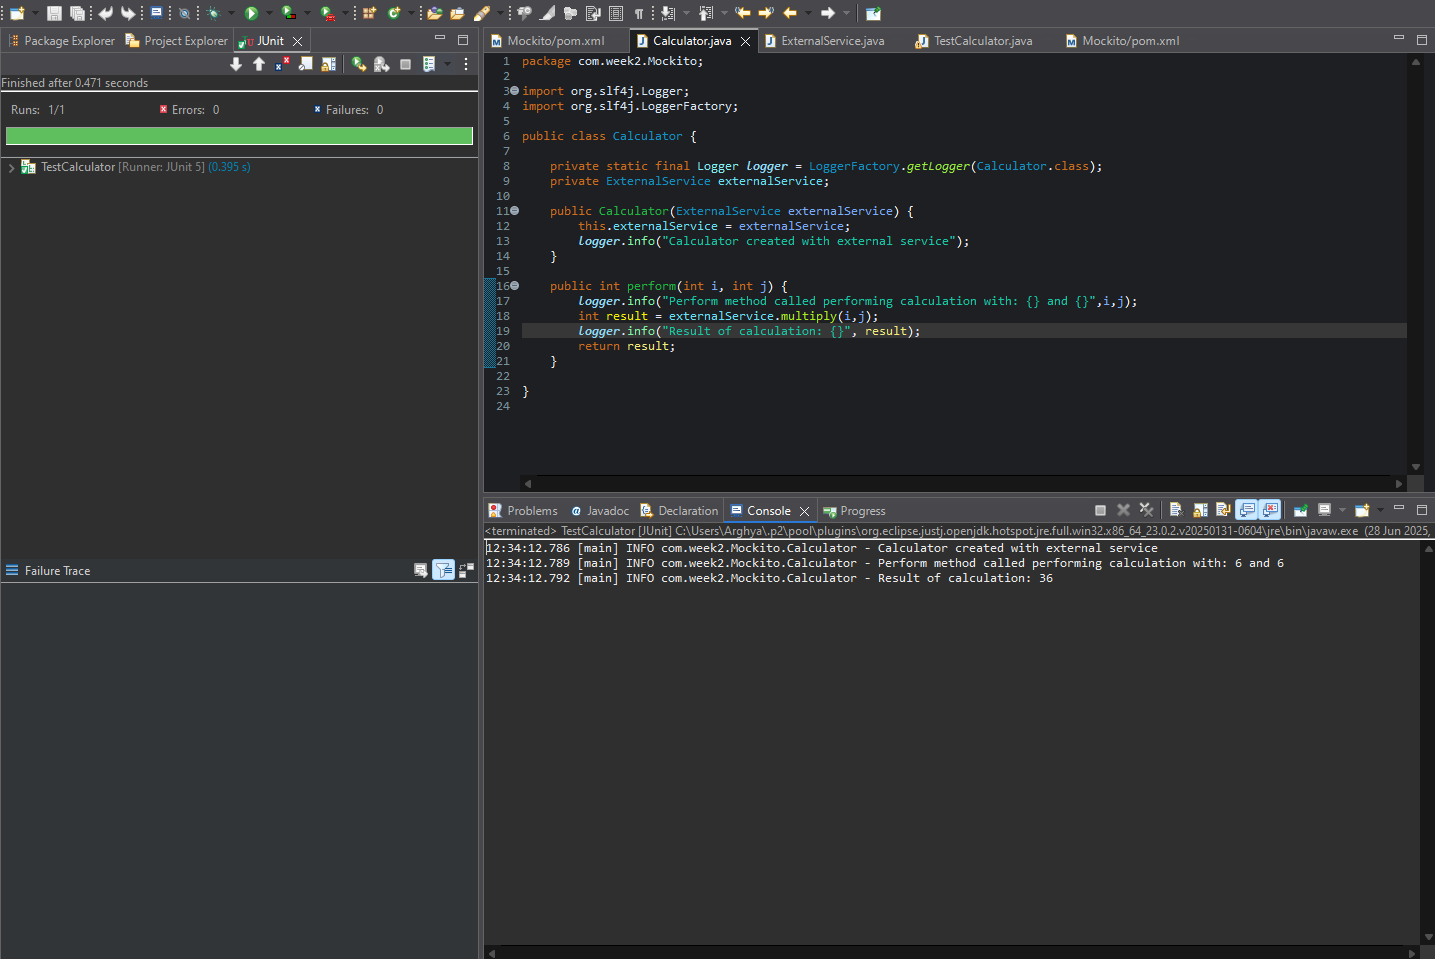 Package Explorer Project Explorer JUnit
Finished after 0.471 seconds
Runs: 1/1 Errors: 0 Failures: 0
TestCalculator [Runner: JUnit 5] (0.395 s)
Failure Trace
Mockito/pom.xml Calculator.java ExternalService.java TestCalculator.java Mockito/pom.xml
1 package com.week2.Mockito;
2
3 import org.slf4j.Logger;
4 import org.slf4j.LoggerFactory;
5
6 public class Calculator {
7
8 private static final Logger logger = LoggerFactory.getLogger(Calculator.class);
9 private ExternalService externalService;
10
11 public Calculator(ExternalService externalService) {
12 this.externalService = externalService;
13 logger.info("Calculator created with external service");
14 }
15
16 public int perform(int i, int j) {
17 logger.info("Perform method called performing calculation with: {} and {}",i,j);
18 int result = externalService.multiply(i,j);
19 logger.info("Result of calculation: {}", result);
20 return result;
21 }
22
23 }
24
Problems Javadoc Declaration Console Progress
<terminated> TestCalculator [JUnit] C:\Users\Arghya\.p2\pool\plugins\org.eclipse.justj.openjdk.hotspot.jre.full.win32.x86_64_23.0.2.v20250131-0604\jre\bin\javaw.exe (28 Jun 2025,
12:34:12.786 [main] INFO com.week2.Mockito.Calculator - Calculator created with external service
12:34:12.789 [main] INFO com.week2.Mockito.Calculator - Perform method called performing calculation with: 6 and 6
12:34:12.792 [main] INFO com.week2.Mockito.Calculator - Result of calculation: 36